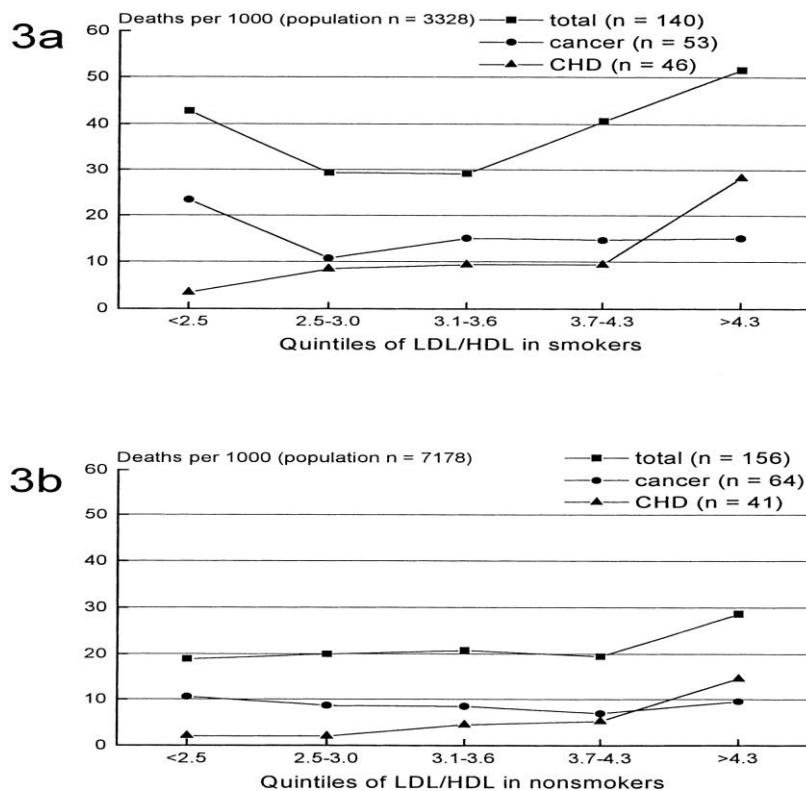 3a
Deaths per 1000 (population n = 3328)
total (n = 140)
cancer (n = 53)
CHD (n = 46)
60
50
40
30
20
10
0
<2.5 2.5-3.0 3.1-3.6 3.7-4.3 >4.3
Quintiles of LDL/HDL in smokers
3b
Deaths per 1000 (population n = 7178)
total (n = 156)
cancer (n = 64)
CHD (n = 41)
60
50
40
30
20
10
0
<2.5 2.5-3.0 3.1-3.6 3.7-4.3 >4.3
Quintiles of LDL/HDL in nonsmokers